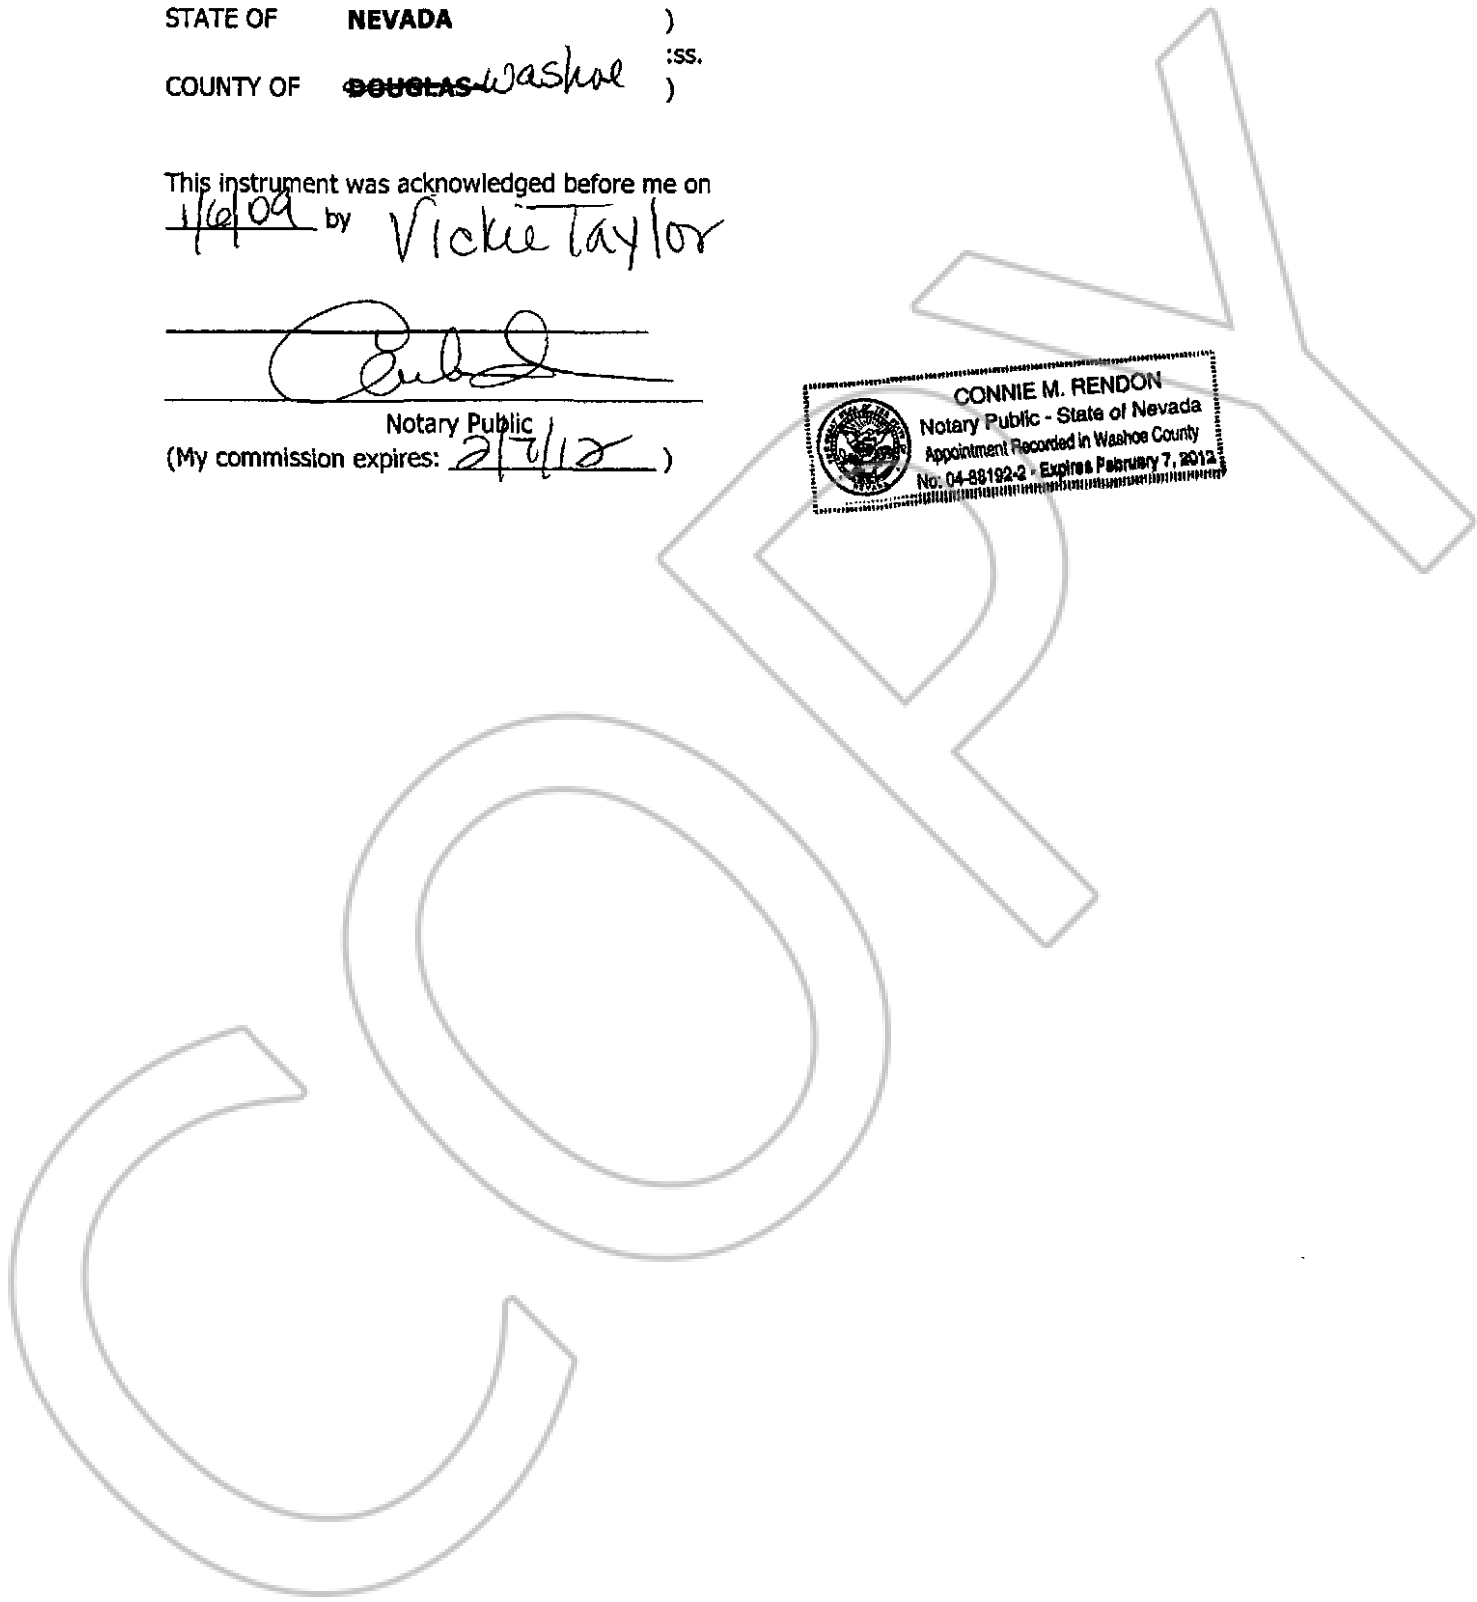 STATE OF NEVADA )
:ss.
COUNTY OF DOUGLAS Washoe )
This instrument was acknowledged before me on
1/6/09 by Vickie Taylor
Notary Public
(My commission expires: 2/7/12 )
CONNIE M. RENDON
Notary Public - State of Nevada
Appointment Recorded in Washoe County
No: 04-88192-2 - Expires February 7, 2012
COPY